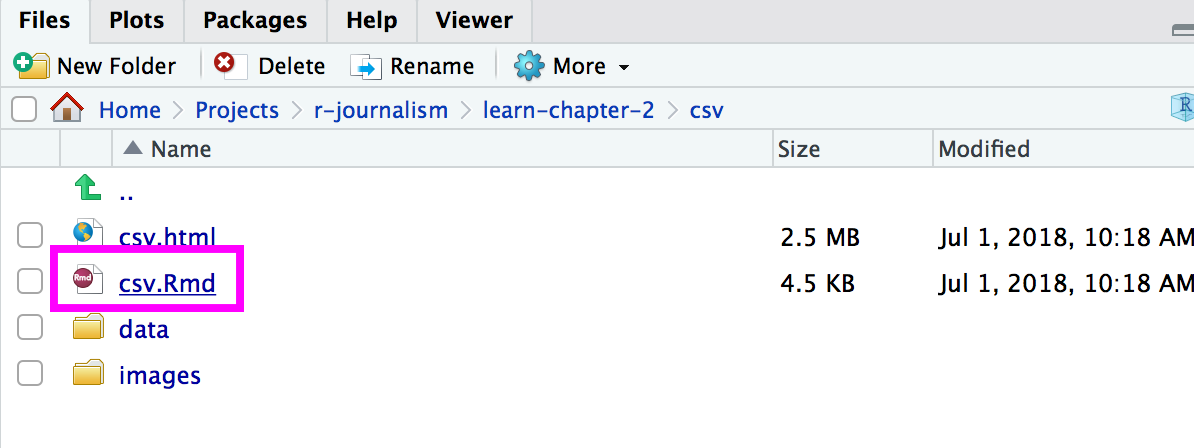 Files Plots Packages Help Viewer
New Folder Delete Rename More
Home Projects r-journalism learn-chapter-2 csv R
Name Size Modified
..
csv.html 2.5 MB Jul 1, 2018, 10:18 AM
Rmd csv.Rmd 4.5 KB Jul 1, 2018, 10:18 AM
data
images